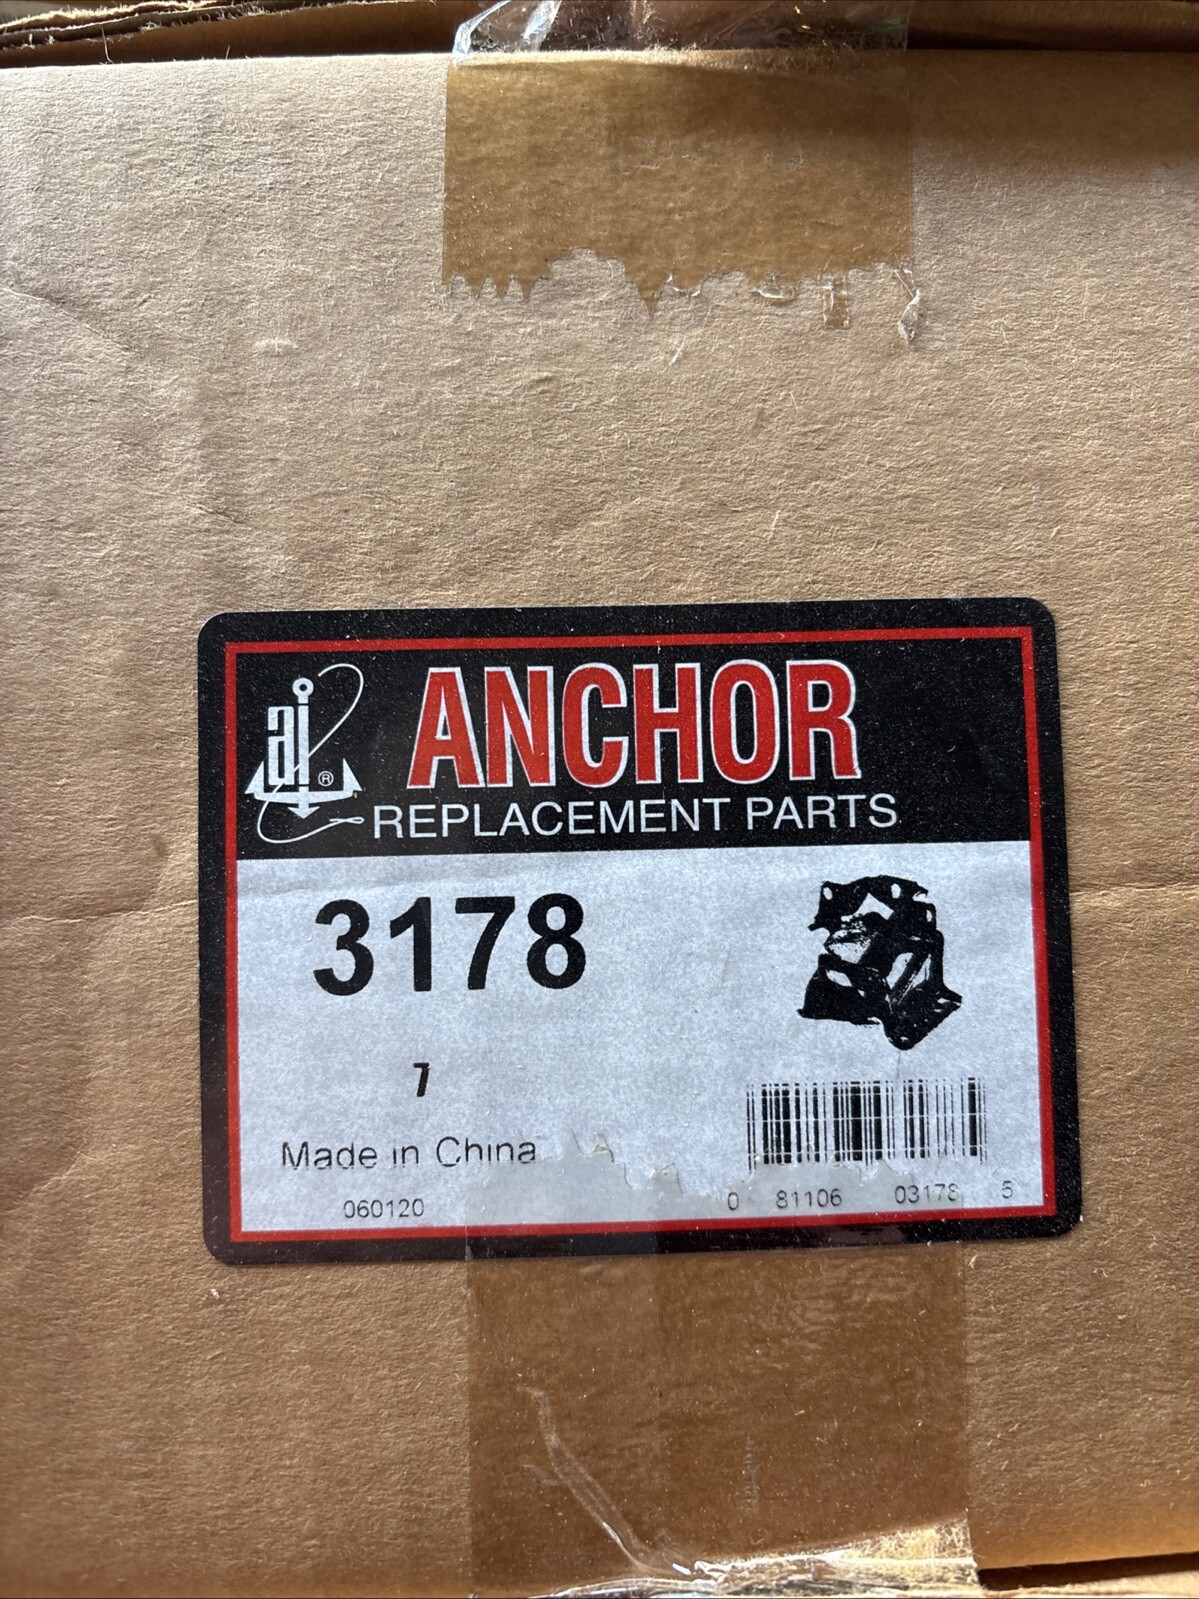 ai®
ANCHOR
REPLACEMENT PARTS
3178
7
Made in China
060120
0 81106 03178 5